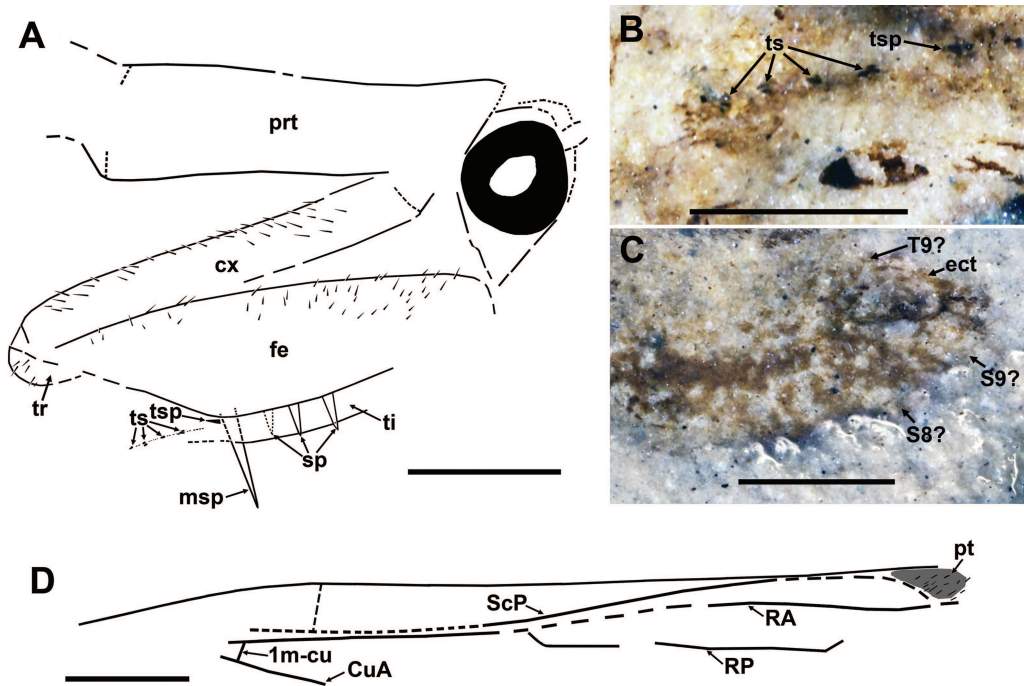 A
prt
cx
fe
tr
ts
tsp
ti
sp
msp
B
ts
tsp
C
T9?
ect
S9?
S8?
D
pt
ScP
RA
1m-cu
CuA
RP